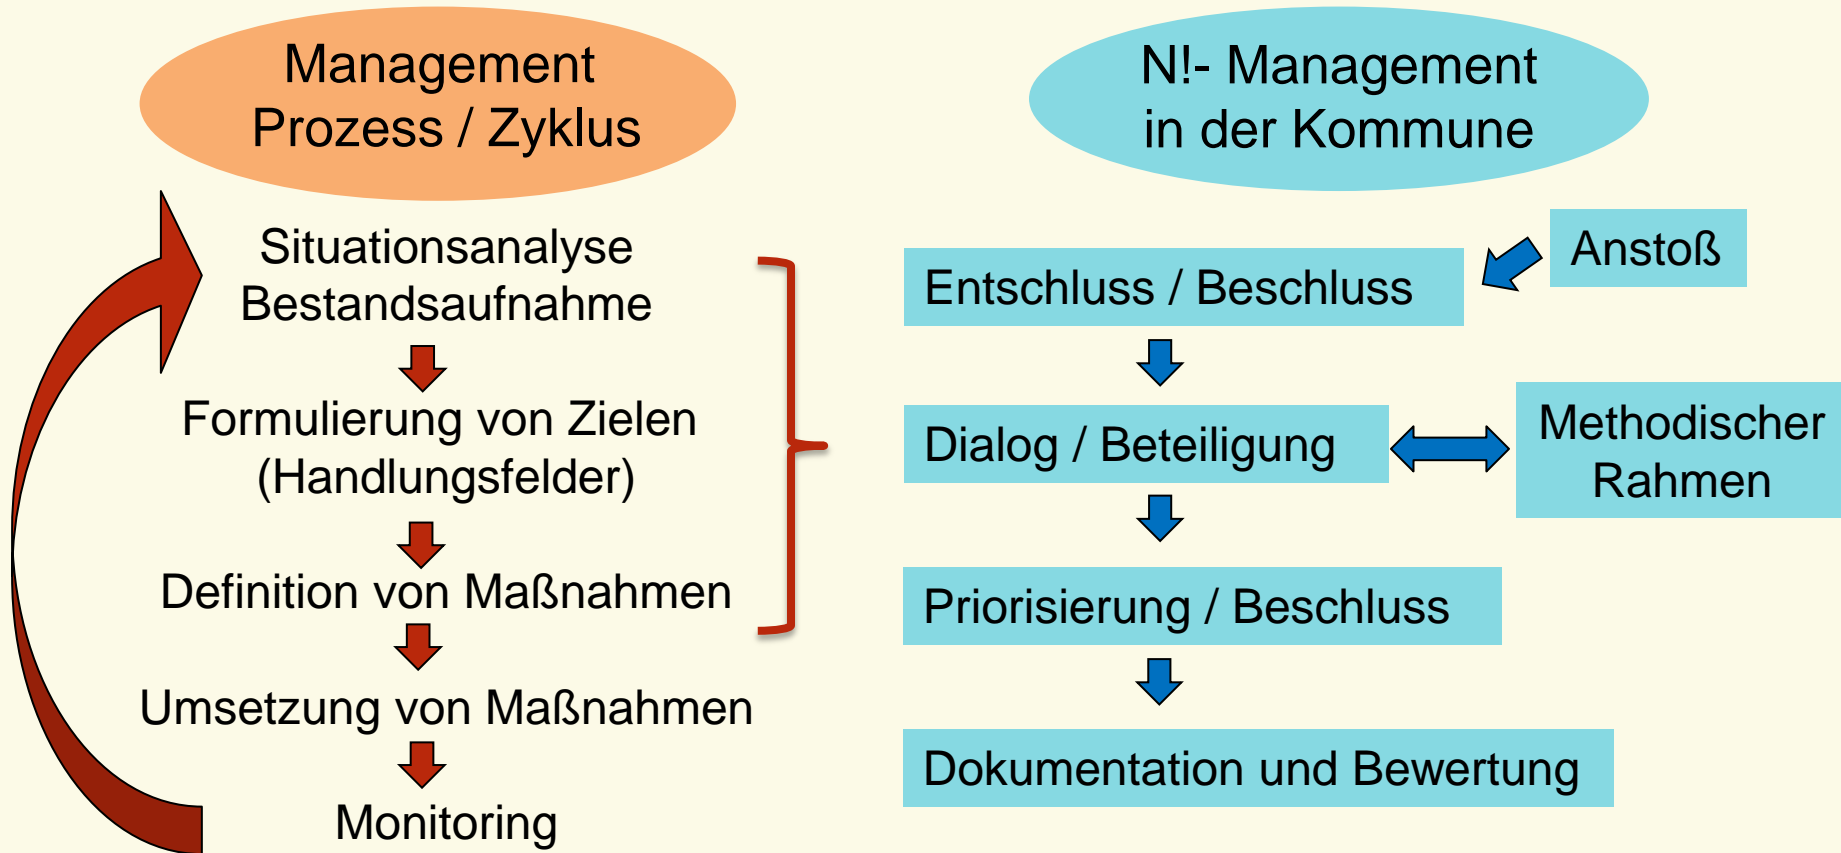 Management
Prozess / Zyklus
Situationsanalyse
Bestandsaufnahme
Formulierung von Zielen
(Handlungsfelder)
Definition von Maßnahmen
Umsetzung von Maßnahmen
Monitoring
N!- Management
in der Kommune
Anstoß
Entschluss / Beschluss
Dialog / Beteiligung
Methodischer
Rahmen
Priorisierung / Beschluss
Dokumentation und Bewertung